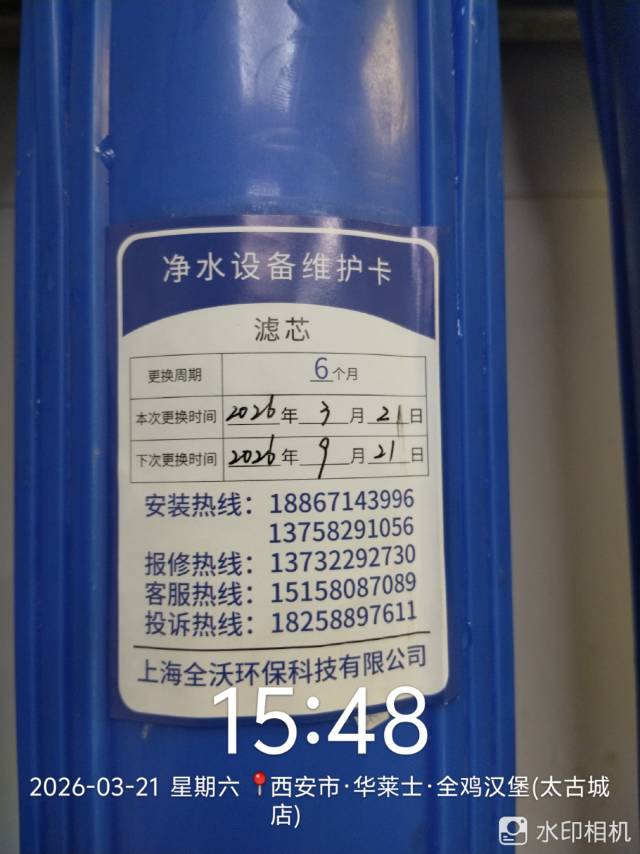 净水设备维护卡
滤芯
更换周期 6个月
本次更换时间 2026年3月21日
下次更换时间 2026年9月21日
安装热线：18867143996
13758291056
报修热线：13732292730
客服热线：15158087089
投诉热线：18258897611
上海全沃环保科技有限公司
15:48
2026-03-21 星期六 📍西安市·华莱士·全鸡汉堡(太古城
店)
水印相机